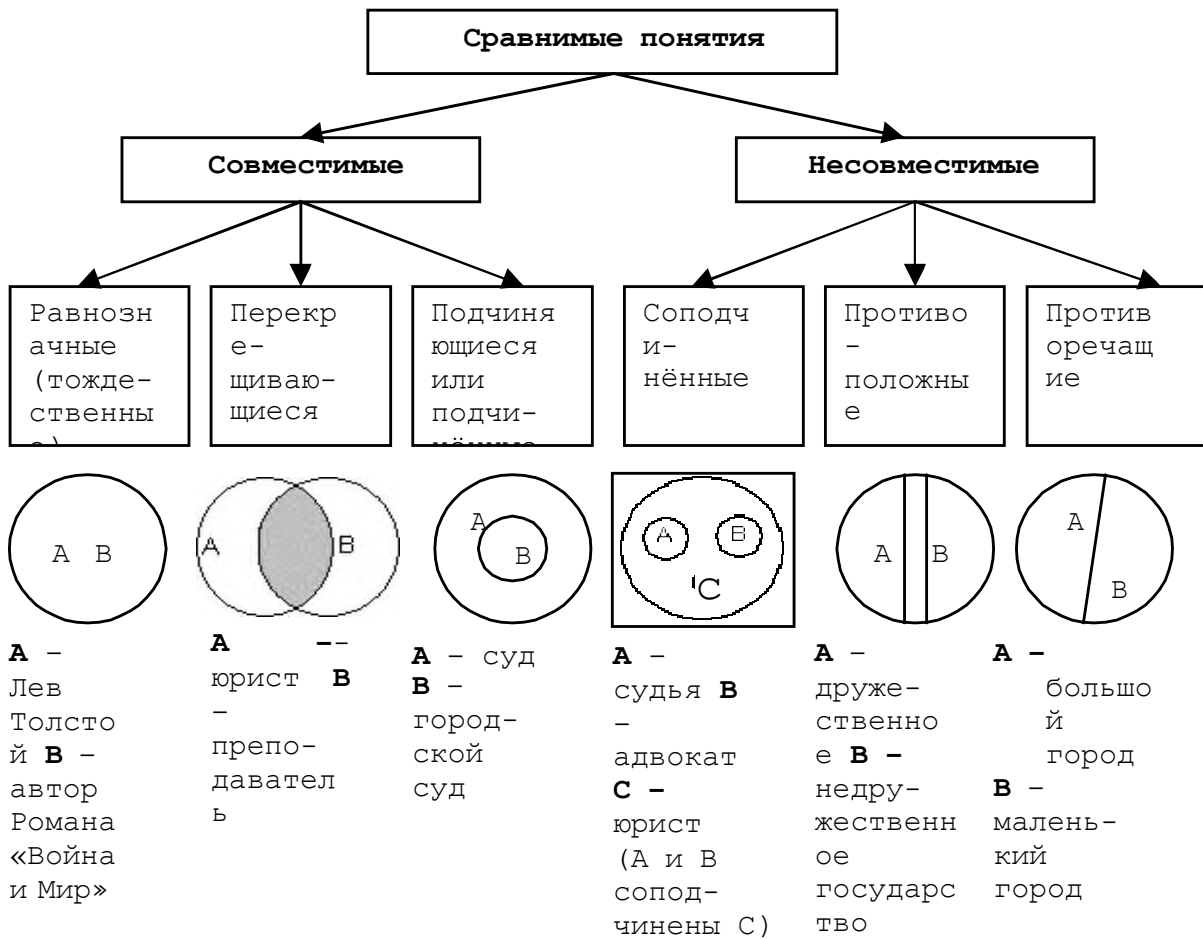 Сравнимые понятия
Совместимые
Несовместимые
Равнозн
ачные
(тожде-
ственны
е)
Перекр
е-
щиваю-
щиеся
Подчиня
ющиеся
или
подчи-
нённые
Соподч
и-
нённые
Противо
-
положны
е
Против
оречащ
ие
А В
А
В
А
В
А
В
С
А
В
А
В
А –
Лев
Толсто
й В –
автор
Романа
«Война
и Мир»
А --
юрист В
–
препо-
давател
ь
А – суд
В –
город-
ской
суд
А –
судья В
–
адвокат
С –
юрист
(А и В
сопод-
чинены С)
А –
друже-
ственно
е В –
недру-
жественн
ое
государс
тво
А –
большо
й
город
В –
малень-
кий
город